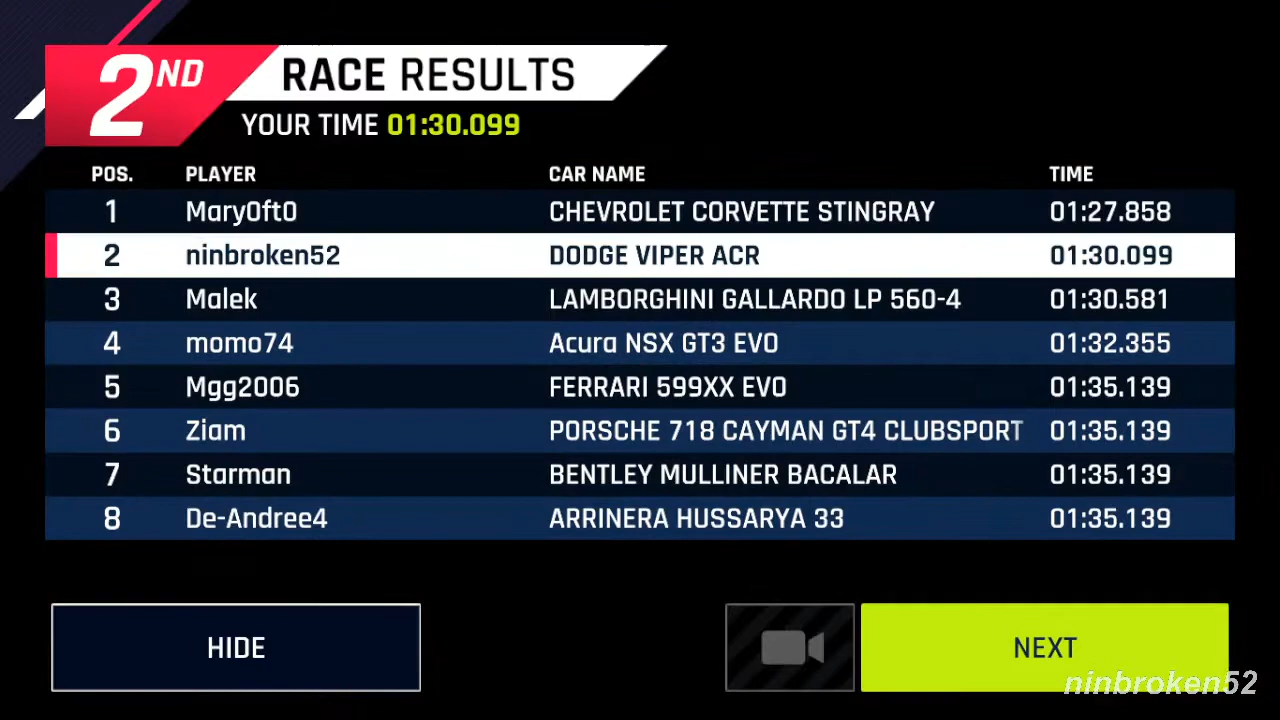 2ND RACE RESULTS
YOUR TIME 01:30.099
POS. PLAYER CAR NAME TIME
1 Mary0ft0 CHEVROLET CORVETTE STINGRAY 01:27.858
2 ninbroken52 DODGE VIPER ACR 01:30.099
3 Malek LAMBORGHINI GALLARDO LP 560-4 01:30.581
4 momo74 Acura NSX GT3 EVO 01:32.355
5 Mgg2006 FERRARI 599XX EVO 01:35.139
6 Ziam PORSCHE 718 CAYMAN GT4 CLUBSPORT 01:35.139
7 Starman BENTLEY MULLINER BACALAR 01:35.139
8 De-Andree4 ARRINERA HUSSARYA 33 01:35.139
HIDE NEXT
ninbroken52